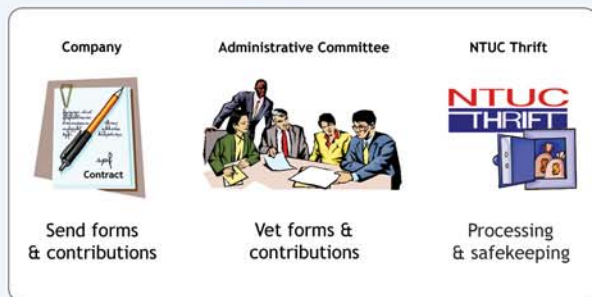 Company
Administrative Committee
NTUC Thrift
NTUC
THRIFT
Contract
Send forms
& contributions
Vet forms &
contributions
Processing
& safekeeping